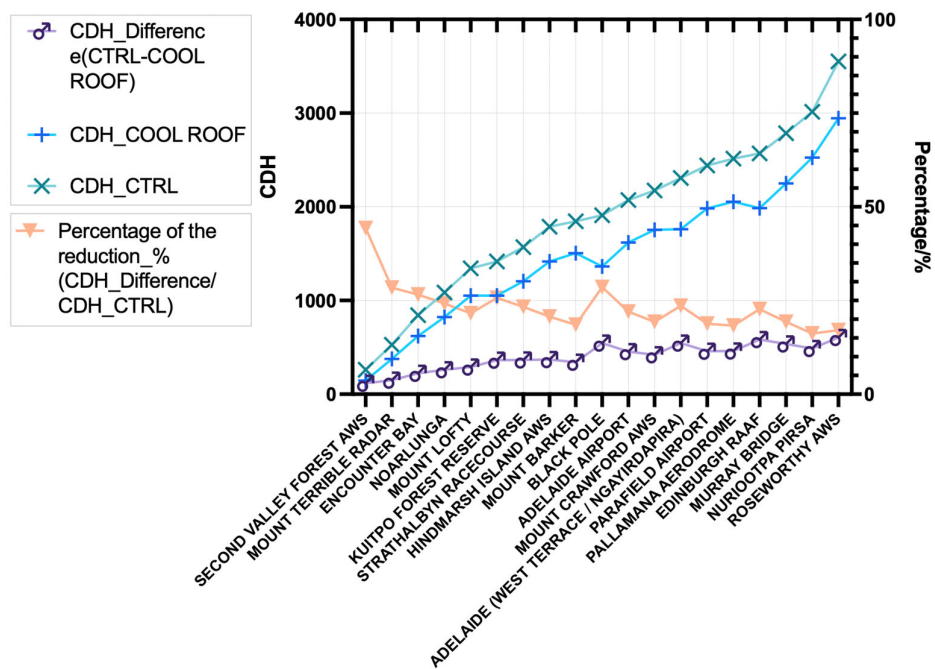 CDH_Differenc
e(CTRL-COOL
ROOF)
CDH_COOL ROOF
CDH_CTRL
Percentage of the
reduction_%
(CDH_Difference/
CDH_CTRL)
CDH
4000
3000
2000
1000
0
Percentage/%
100
50
0
SECOND VALLEY FOREST AWS
MOUNT TERRIBLE RADAR
ENCOUNTER BAY
NOARLUNGA
MOUNT LOFTY
KUITPO FOREST RESERVE
STRATHALBYN RACECOURSE
HINDMARSH ISLAND AWS
MOUNT BARKER
BLACK POLE
ADELAIDE AIRPORT
MOUNT CRAWFORD AWS
ADELAIDE (WEST TERRACE / NGAYIRDAPIRA)
PARAFIELD AIRPORT
PALLAMANA AERODROME
EDINBURGH RAAF
MURRAY BRIDGE
NURIOOTPA PIRSA
ROSEWORTHY AWS